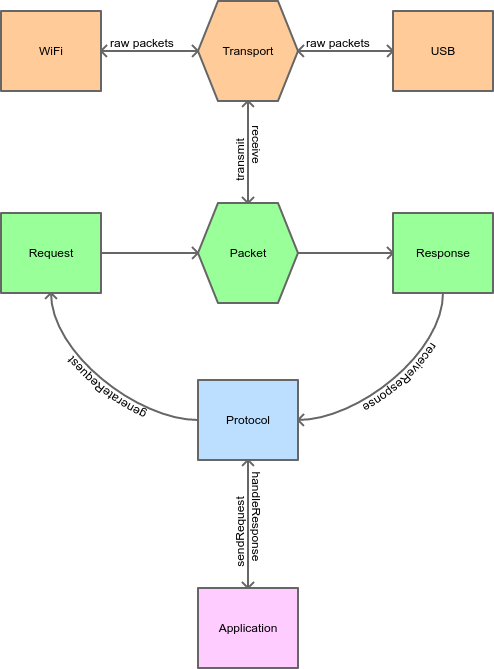 WiFi
raw packets
Transport
raw packets
USB
transmit
receive
Request
Packet
Response
generateRequest
receiveResponse
Protocol
sendRequest
handleResponse
Application